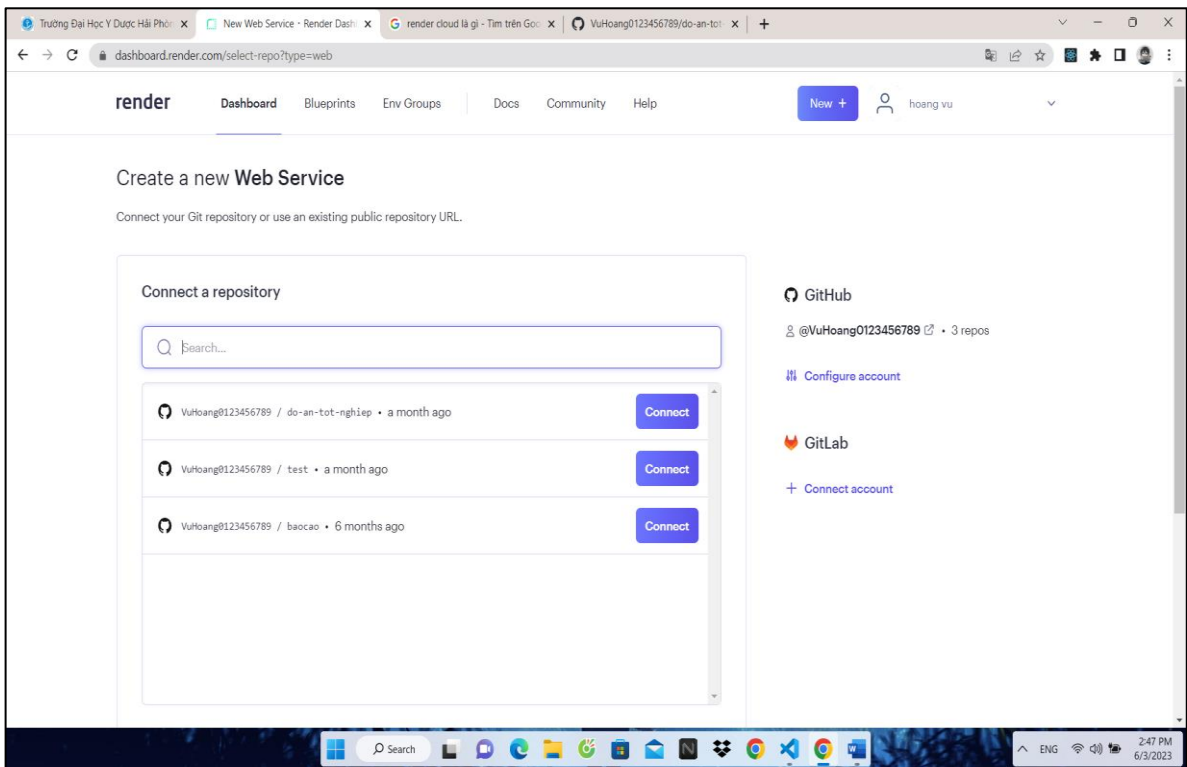 Trường Đại Học Y Dược Hải Phòn
New Web Service · Render Dash
render cloud là gì - Tìm trên Goo
VuHoang0123456789/do-an-tot-
dashboard.render.com/select-repo?type=web
render Dashboard Blueprints Env Groups Docs Community Help New + hoang vu
Create a new Web Service
Connect your Git repository or use an existing public repository URL.
Connect a repository
Search...
VuHoang0123456789 / do-an-tot-nghiep • a month ago Connect
VuHoang0123456789 / test • a month ago Connect
VuHoang0123456789 / baocao • 6 months ago Connect
GitHub
@VuHoang0123456789 • 3 repos
Configure account
GitLab
+ Connect account
Search
ENG
2:47 PM
6/3/2023